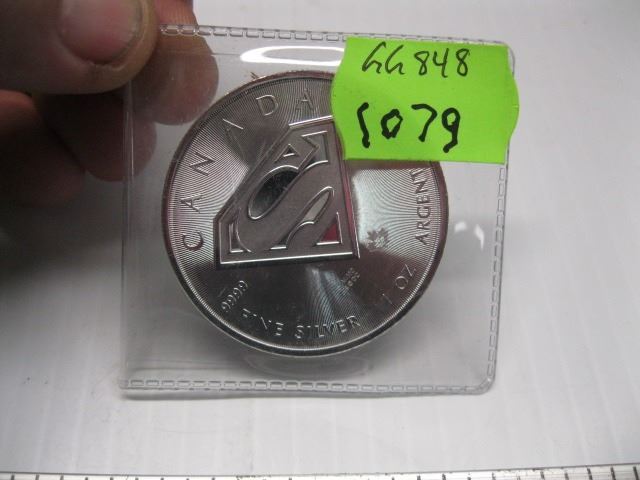 GG848
1079
CANADA
9999
FINE SILVER 1 OZ ARGENT
S